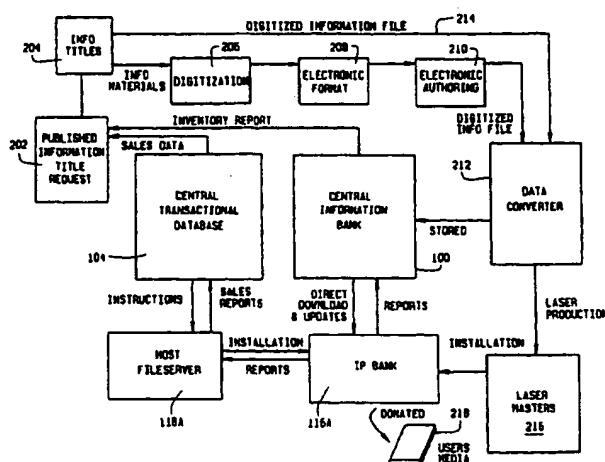 DIGITIZED INFORMATION FILE
214
204
INFO
TITLES
INFO
MATERIALS
206
DIGITIZATION
208
ELECTRONIC
FORMAT
210
ELECTRONIC
AUTHORING
DIGITIZED
INFO FILE
INVENTORY REPORT
SALES DATA
202
PUBLISHED
INFORMATION
TITLE
REQUEST
CENTRAL
TRANSACTIONAL
DATABASE
104
CENTRAL
INFORMATION
BANK
100
STORED
212
DATA
CONVERTER
INSTRUCTIONS
SALES
REPORTS
DIRECT
DOWNLOAD
& UPDATES
REPORTS
LASER
PRODUCTION
MOST
FILESERVER
118A
INSTALLATION
REPORTS
IP BANK
116A
INSTALLATION
LASER
MASTERS
216
DONATED
218
USERS
MEDIA